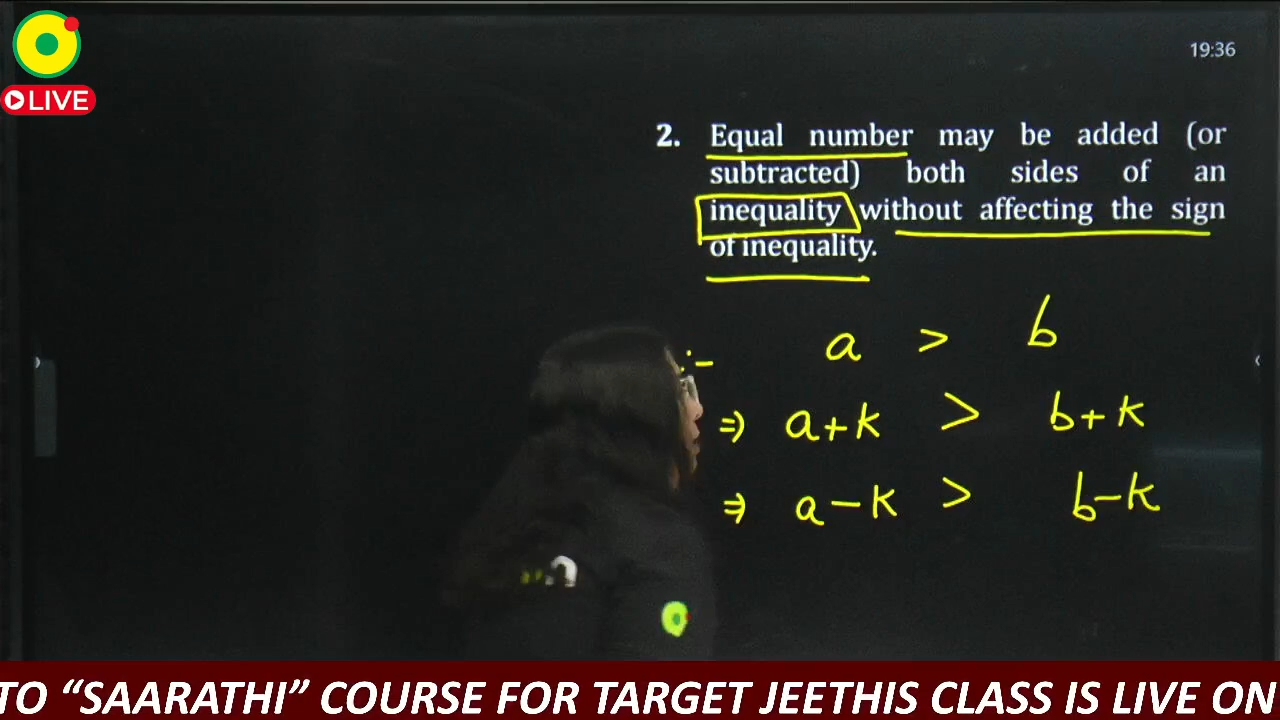 LIVE
19:36
2. Equal number may be added (or
subtracted) both sides of an
inequality without affecting the sign
of inequality.
:- a > b
⇒ a+k > b+k
⇒ a-k > b-k
TO “SAARATHI” COURSE FOR TARGET JEETHIS CLASS IS LIVE ON